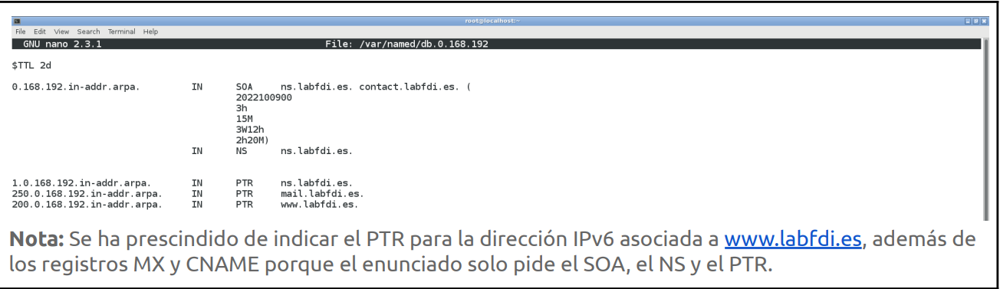 root@localhost:~
File Edit View Search Terminal Help
GNU nano 2.3.1 File: /var/named/db.0.168.192
$TTL 2d
0.168.192.in-addr.arpa. IN SOA ns.labfdi.es. contact.labfdi.es. (
2022100900
3h
15M
3W12h
2h20M)
IN NS ns.labfdi.es.
1.0.168.192.in-addr.arpa. IN PTR ns.labfdi.es.
250.0.168.192.in-addr.arpa. IN PTR mail.labfdi.es.
200.0.168.192.in-addr.arpa. IN PTR www.labfdi.es.
Nota: Se ha prescindido de indicar el PTR para la dirección IPv6 asociada a www.labfdi.es, además de
los registros MX y CNAME porque el enunciado solo pide el SOA, el NS y el PTR.